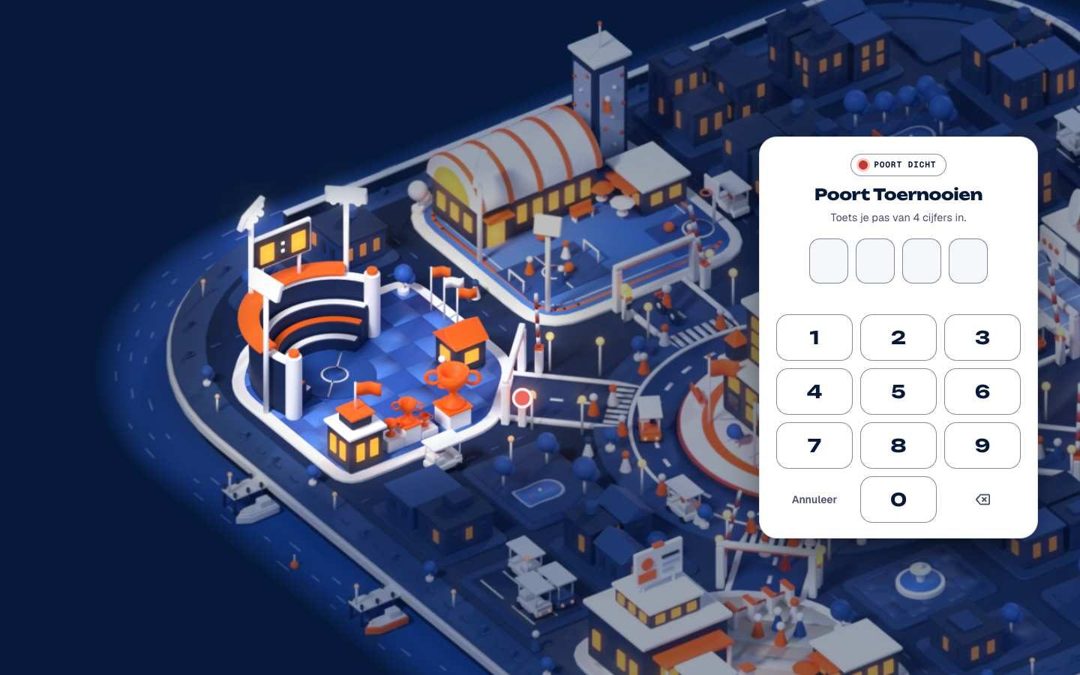 POORT DICHT
Poort Toernooien
Toets je pas van 4 cijfers in.
1 2 3
4 5 6
7 8 9
Annuleer 0